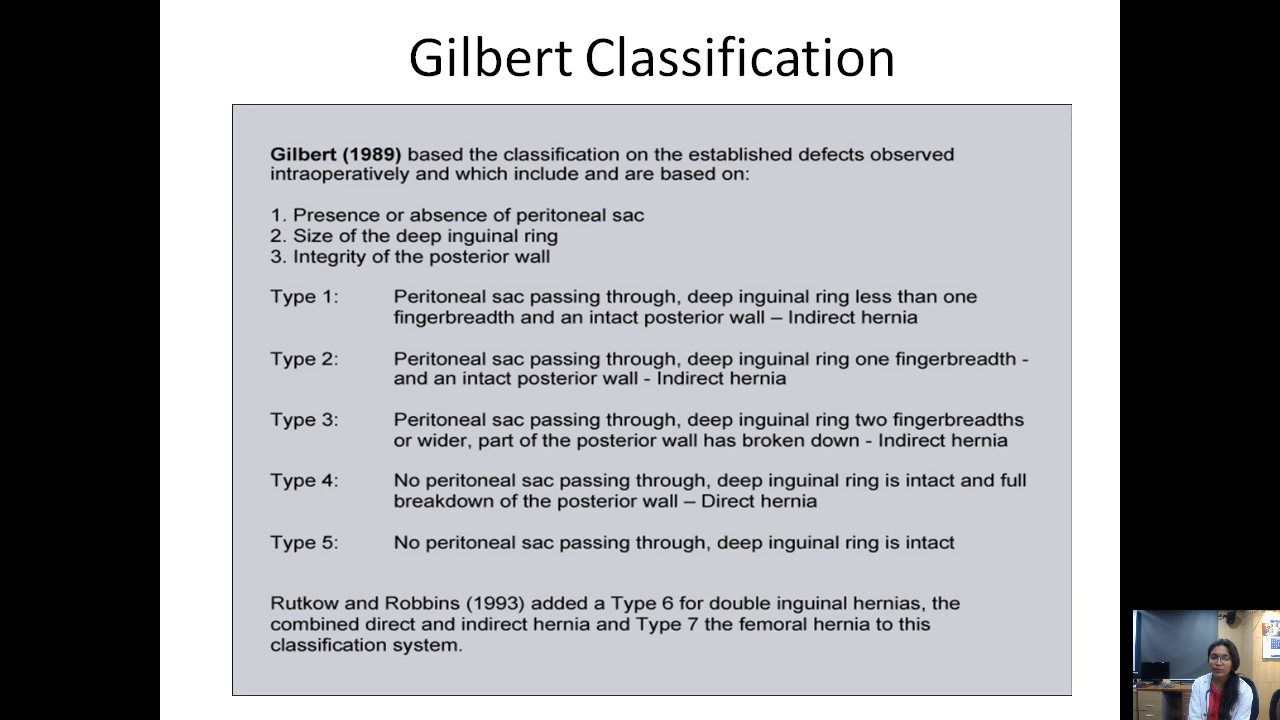 Gilbert Classification
Gilbert (1989) based the classification on the established defects observed
intraoperatively and which include and are based on:
1. Presence or absence of peritoneal sac
2. Size of the deep inguinal ring
3. Integrity of the posterior wall
Type 1: Peritoneal sac passing through, deep inguinal ring less than one
fingerbreadth and an intact posterior wall – Indirect hernia
Type 2: Peritoneal sac passing through, deep inguinal ring one fingerbreadth -
and an intact posterior wall - Indirect hernia
Type 3: Peritoneal sac passing through, deep inguinal ring two fingerbreadths
or wider, part of the posterior wall has broken down - Indirect hernia
Type 4: No peritoneal sac passing through, deep inguinal ring is intact and full
breakdown of the posterior wall – Direct hernia
Type 5: No peritoneal sac passing through, deep inguinal ring is intact
Rutkow and Robbins (1993) added a Type 6 for double inguinal hernias, the
combined direct and indirect hernia and Type 7 the femoral hernia to this
classification system.